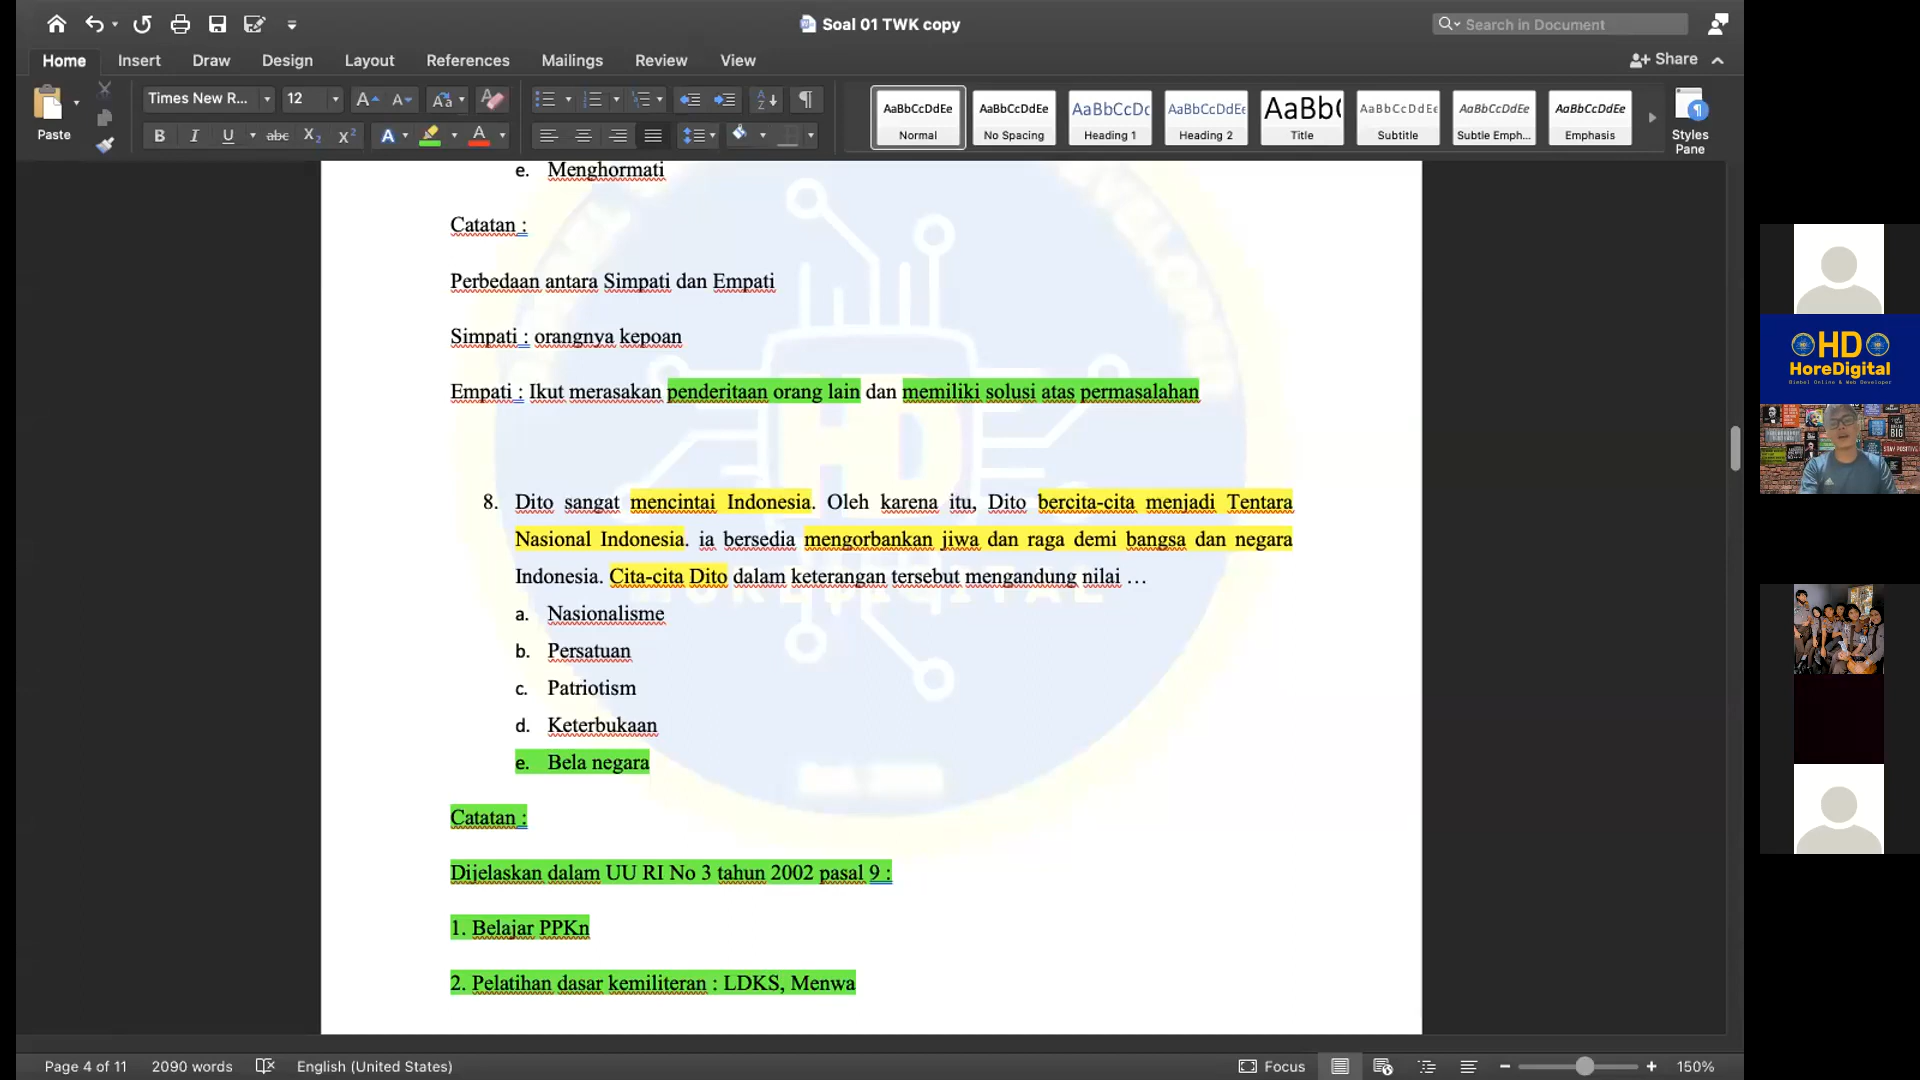 Soal 01 TWK copy
Search in Document
Home
Insert
Draw
Design
Layout
References
Mailings
Review
View
Share
Paste
Times New R...
12
AaBbCcDdEe
Normal
AaBbCcDdEe
No Spacing
AaBbCcDc
Heading 1
AaBbCcDdEe
Heading 2
AaBb(
Title
AaBbCcDdEe
Subtitle
AaBbCcDdEe
Subtle Emph...
AaBbCcDdEe
Emphasis
Styles
Pane
e. Menghormati
Catatan :
Perbedaan antara Simpati dan Empati
Simpati : orangnya kepoan
Empati : Ikut merasakan penderitaan orang lain dan memiliki solusi atas permasalahan
8. Dito sangat mencintai Indonesia. Oleh karena itu, Dito bercita-cita menjadi Tentara
Nasional Indonesia. ia bersedia mengorbankan jiwa dan raga demi bangsa dan negara
Indonesia. Cita-cita Dito dalam keterangan tersebut mengandung nilai …
a. Nasionalisme
b. Persatuan
c. Patriotism
d. Keterbukaan
e. Bela negara
Catatan :
Dijelaskan dalam UU RI No 3 tahun 2002 pasal 9 :
1. Belajar PPKn
2. Pelatihan dasar kemiliteran : LDKS, Menwa
HD
HoreDigital
Bimbel Online & Web Developer
Page 4 of 11
2090 words
English (United States)
Focus
150%